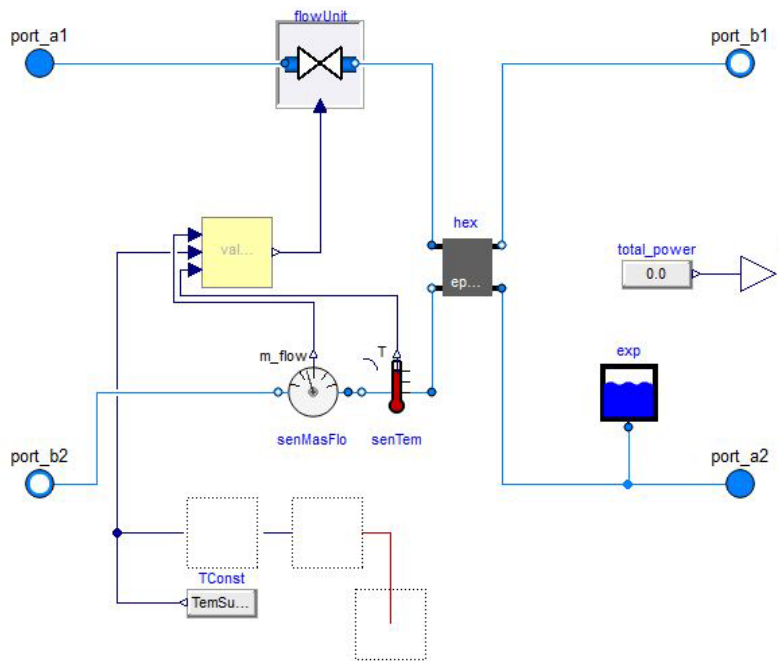 flowUnit
port_a1
port_b1
val...
hex
ep...
total_power
0.0
m_flow
T
exp
senMasFlo
senTem
port_b2
port_a2
TConst
TemSu...